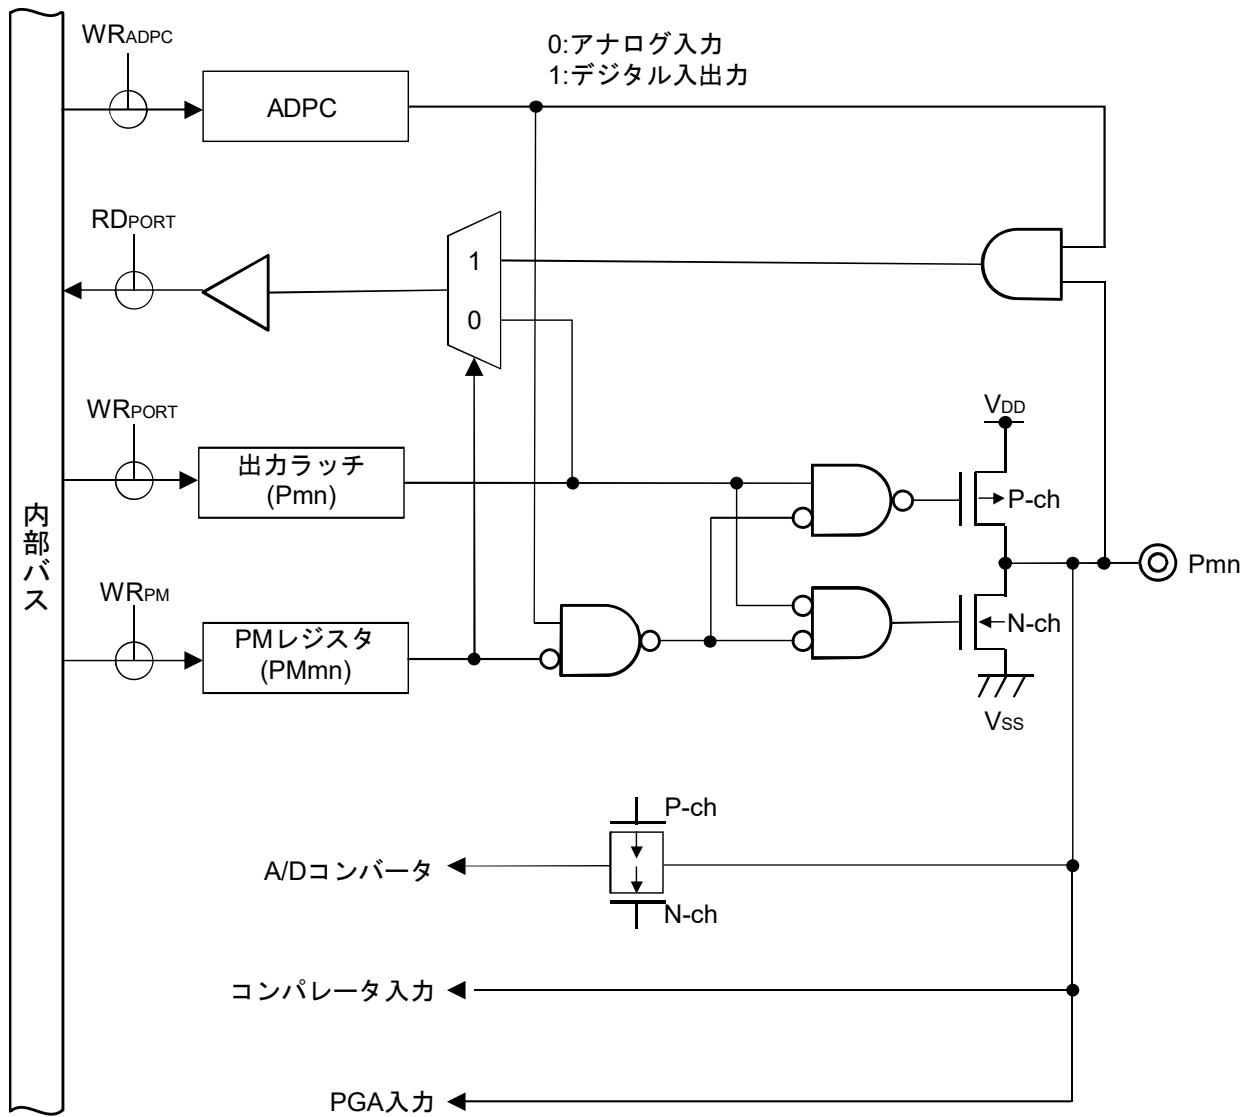 WRADPC
0:アナログ入力
1:デジタル入出力
ADPC
RDPORT
1
0
WRPORT
出力ラッチ
(Pmn)
VDD
P-ch
Pmn
内部バス
WRPM
PMレジスタ
(PMmn)
N-ch
VSS
P-ch
A/Dコンバータ
N-ch
コンパレータ入力
PGA入力